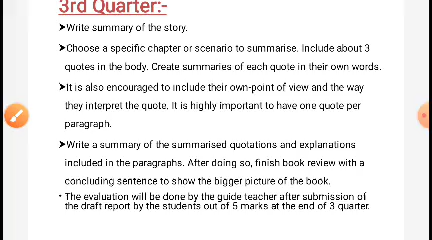 3rd Quarter:-
➤Write summary of the story.
➤Choose a specific chapter or scenario to summarise. Include about 3
quotes in the body. Create summaries of each quote in their own words.
➤It is also encouraged to include their own-point of view and the way
they interpret the quote. It is highly important to have one quote per
paragraph.
➤Write a summary of the summarised quotations and explanations
included in the paragraphs. After doing so, finish book review with a
concluding sentence to show the bigger picture of the book.
• The evaluation will be done by the guide teacher after submission of
the draft report by the students out of 5 marks at the end of 3 quarter.